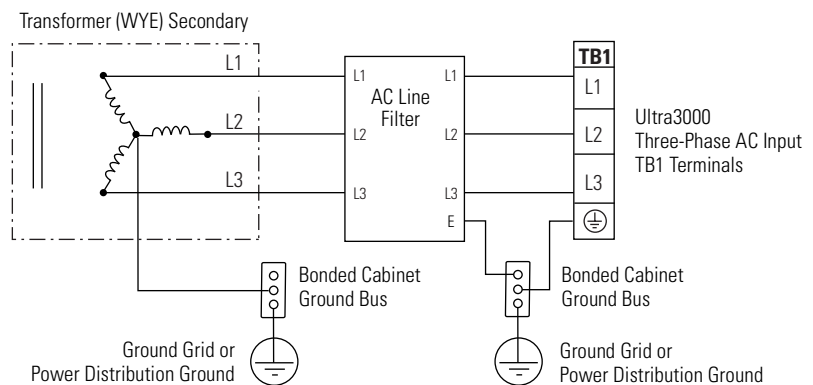 Transformer (WYE) Secondary
L1
L2
L3
L1
L2
L3
AC Line
Filter
L1
L2
L3
E
TB1
L1
L2
L3
Ultra3000
Three-Phase AC Input
TB1 Terminals
Bonded Cabinet
Ground Bus
Ground Grid or
Power Distribution Ground
Bonded Cabinet
Ground Bus
Ground Grid or
Power Distribution Ground